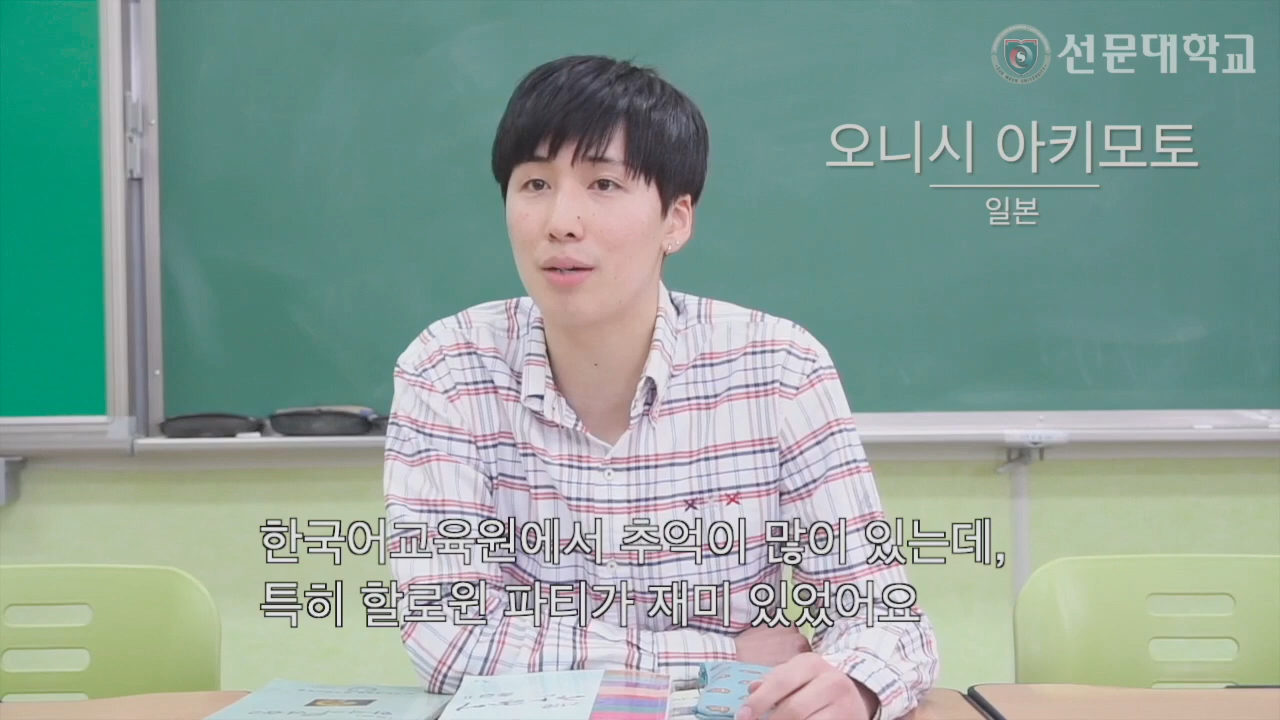 선문대학교
오니시 아키모토
일본
한국어교육원에서 추억이 많이 있는데,
특히 할로윈 파티가 재미 있었어요